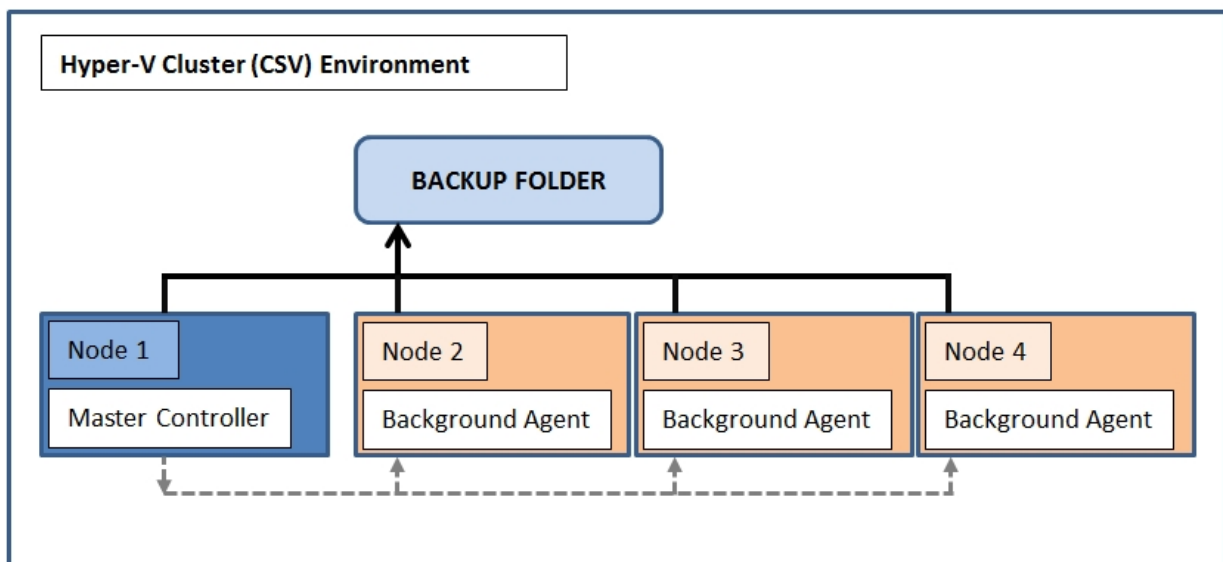 Hyper-V Cluster (CSV) Environment
BACKUP FOLDER
Node 1
Master Controller
Node 2
Background Agent
Node 3
Background Agent
Node 4
Background Agent